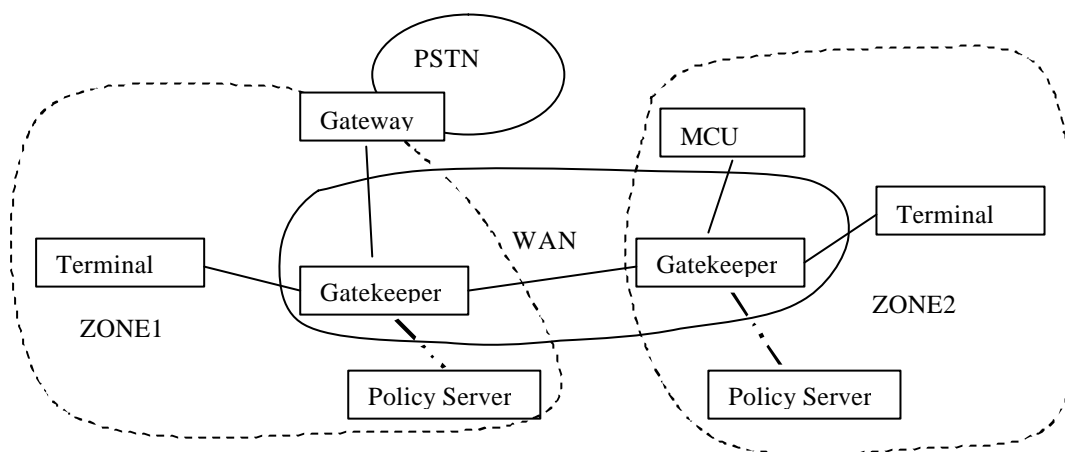 PSTN
Gateway
MCU
Terminal
WAN
Terminal
Gatekeeper
Gatekeeper
ZONE1
ZONE2
Policy Server
Policy Server